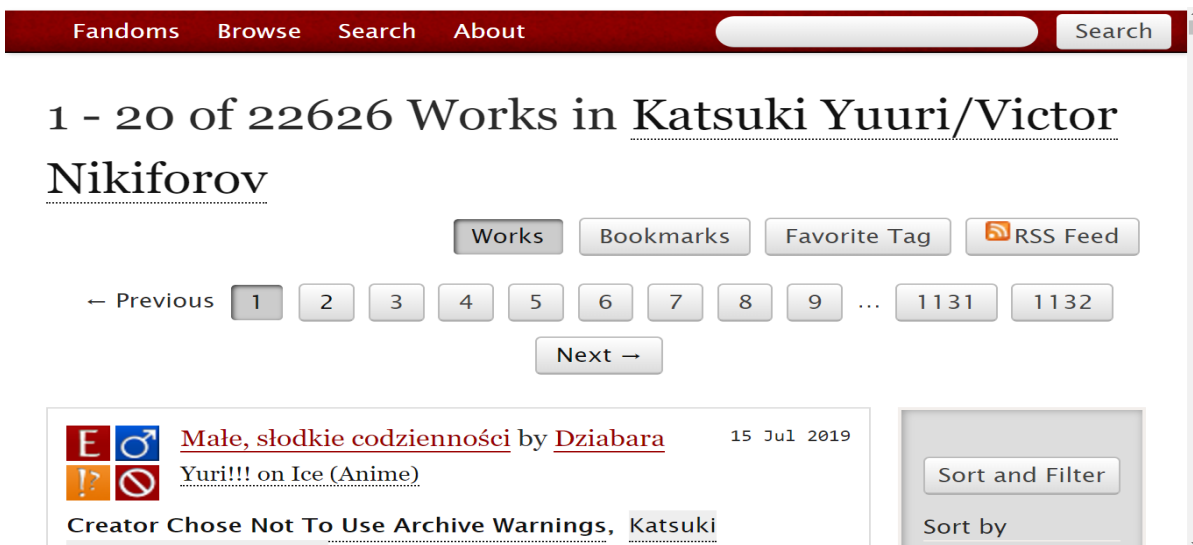 Fandoms Browse Search About Search
1 - 20 of 22626 Works in Katsuki Yuuri/Victor
Nikiforov
Works Bookmarks Favorite Tag RSS Feed
← Previous 1 2 3 4 5 6 7 8 9 ... 1131 1132
Next →
E Małe, słodkie codzienności by Dziabara 15 Jul 2019
!? Yuri!!! on Ice (Anime)
Creator Chose Not To Use Archive Warnings, Katsuki
Sort and Filter
Sort by